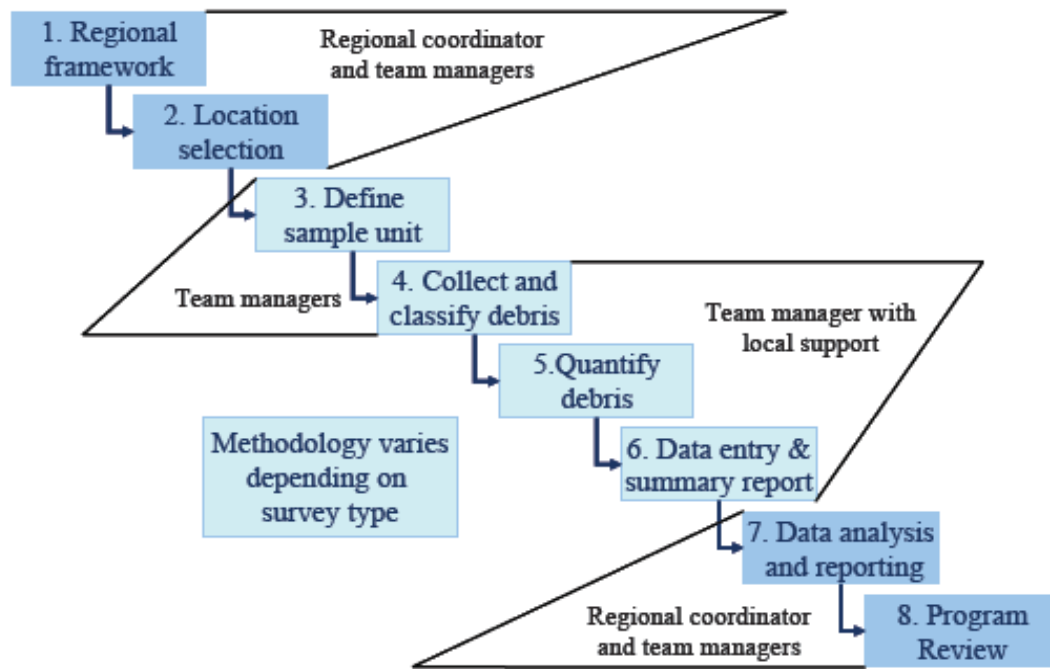 1. Regional
framework
Regional coordinator
and team managers
2. Location
selection
3. Define
sample unit
Team managers
4. Collect and
classify debris
Team manager with
local support
5.Quantify
debris
Methodology varies
depending on
survey type
6. Data entry &
summary report
7. Data analysis
and reporting
Regional coordinator
and team managers
8. Program
Review